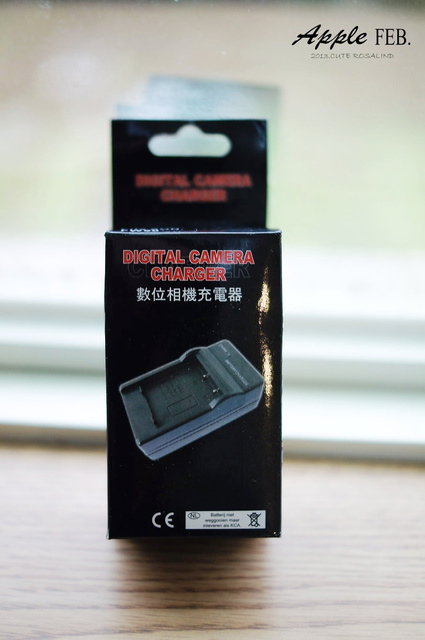 Apple FEB.
2013.CUTE ROSALIND
DIGITAL CAMERA
CHARGER
DIGITAL CAMERA
CHARGER
數位相機充電器
CE
NL
Batterij niet
weggooien maar
inleveren als KCA.